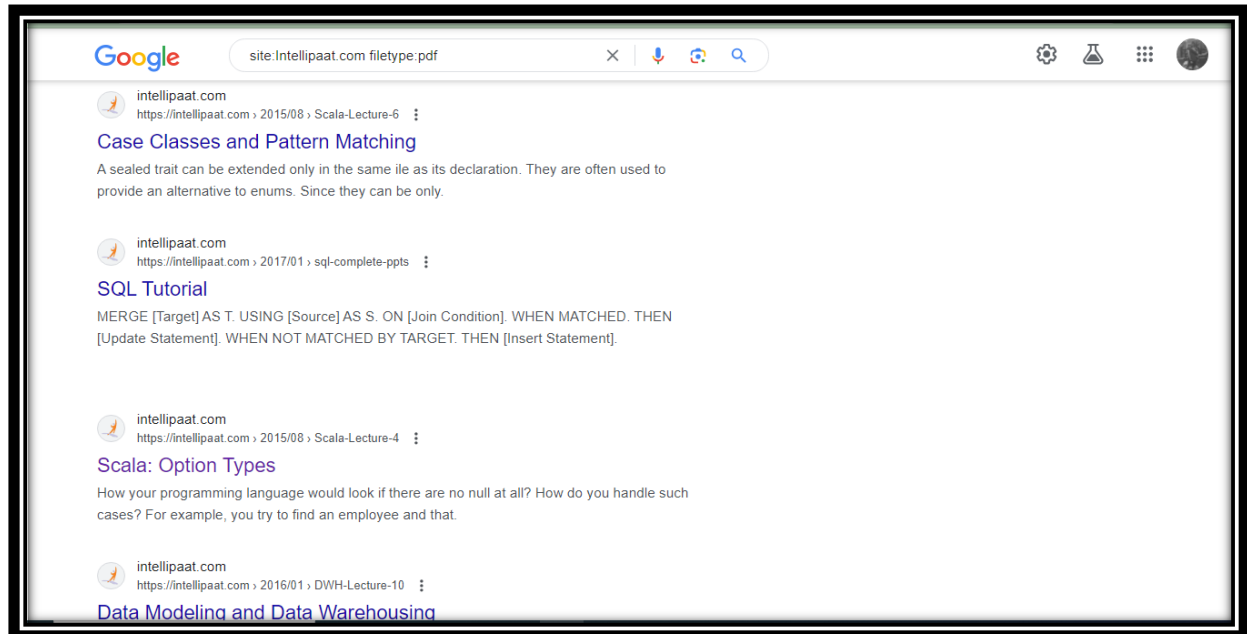 Google
site:Intellipaat.com filetype:pdf
intellipaat.com
https://intellipaat.com › 2015/08 › Scala-Lecture-6
Case Classes and Pattern Matching
A sealed trait can be extended only in the same ile as its declaration. They are often used to
provide an alternative to enums. Since they can be only.
intellipaat.com
https://intellipaat.com › 2017/01 › sql-complete-ppts
SQL Tutorial
MERGE [Target] AS T. USING [Source] AS S. ON [Join Condition]. WHEN MATCHED. THEN
[Update Statement]. WHEN NOT MATCHED BY TARGET. THEN [Insert Statement].
intellipaat.com
https://intellipaat.com › 2015/08 › Scala-Lecture-4
Scala: Option Types
How your programming language would look if there are no null at all? How do you handle such
cases? For example, you try to find an employee and that.
intellipaat.com
https://intellipaat.com › 2016/01 › DWH-Lecture-10
Data Modeling and Data Warehousing